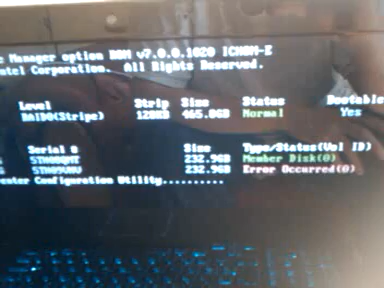 Manager option ROM v7.0.0.1020 ICH8M-E
ntel Corporation. All Rights Reserved.
Level Strip Size Status Bootable
RAID0(Stripe) 128KB 465.8GB Normal Yes
Serial # Size Type/Status(Vol ID)
232.9GB Member Disk(0)
232.9GB Error Occurred(0)
enter Configuration Utility..........